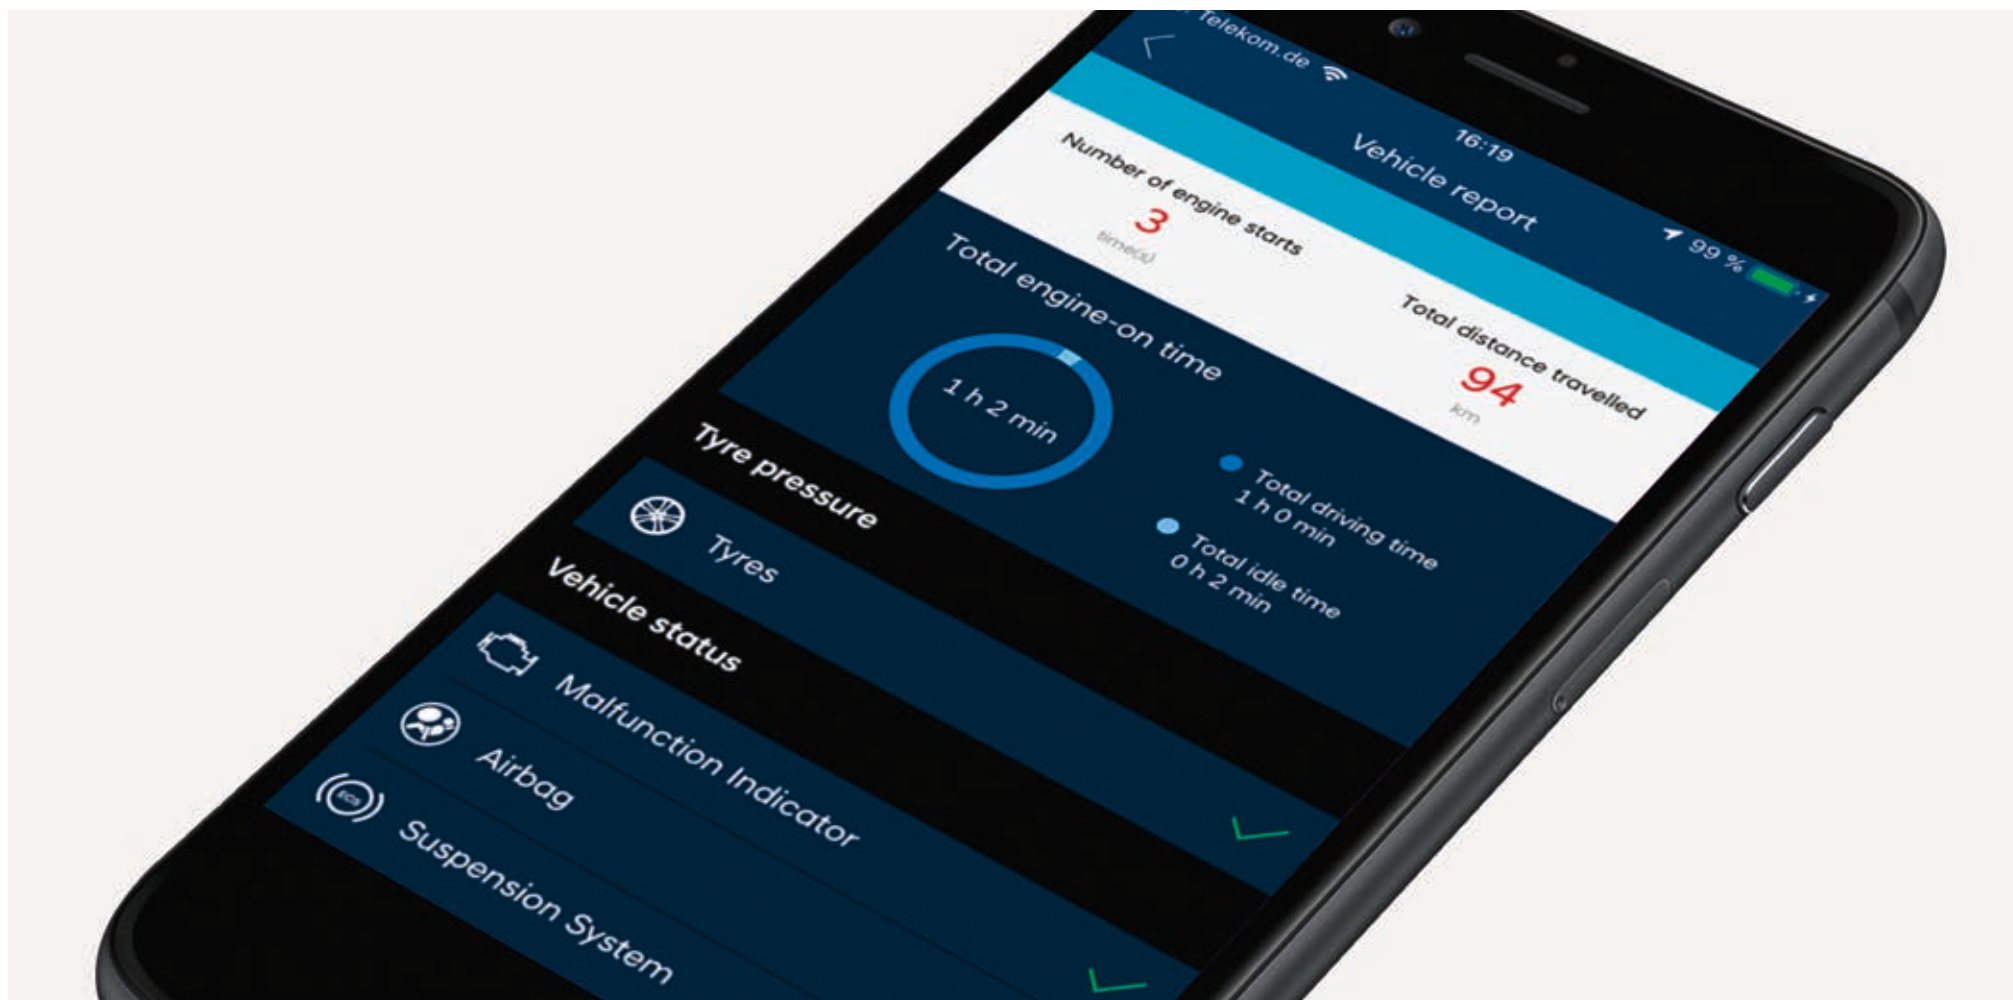 Telekom.de
16:19
99 %
Vehicle report
Number of engine starts
3
time(s)
Total distance travelled
94
km
Total engine-on time
1 h 2 min
Total driving time
1 h 0 min
Total idle time
0 h 2 min
Tyre pressure
Tyres
Vehicle status
Malfunction Indicator
Airbag
ECS
Suspension System